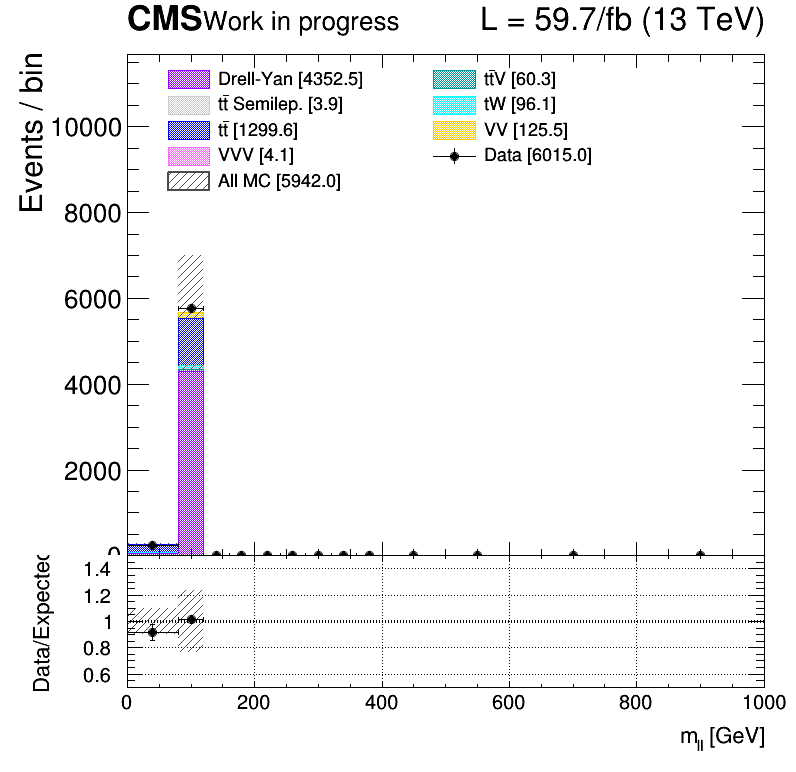 CMS Work in progress L = 59.7/fb (13 TeV)
Events / bin
10000
8000
6000
4000
2000
0
Drell-Yan [4352.5]
tt̄ Semilep. [3.9]
tt̄ [1299.6]
VVV [4.1]
All MC [5942.0]
tt̄V [60.3]
tW [96.1]
VV [125.5]
Data [6015.0]
Data/Expected
1.4
1.2
1
0.8
0.6
0 200 400 600 800 1000
m_ll [GeV]